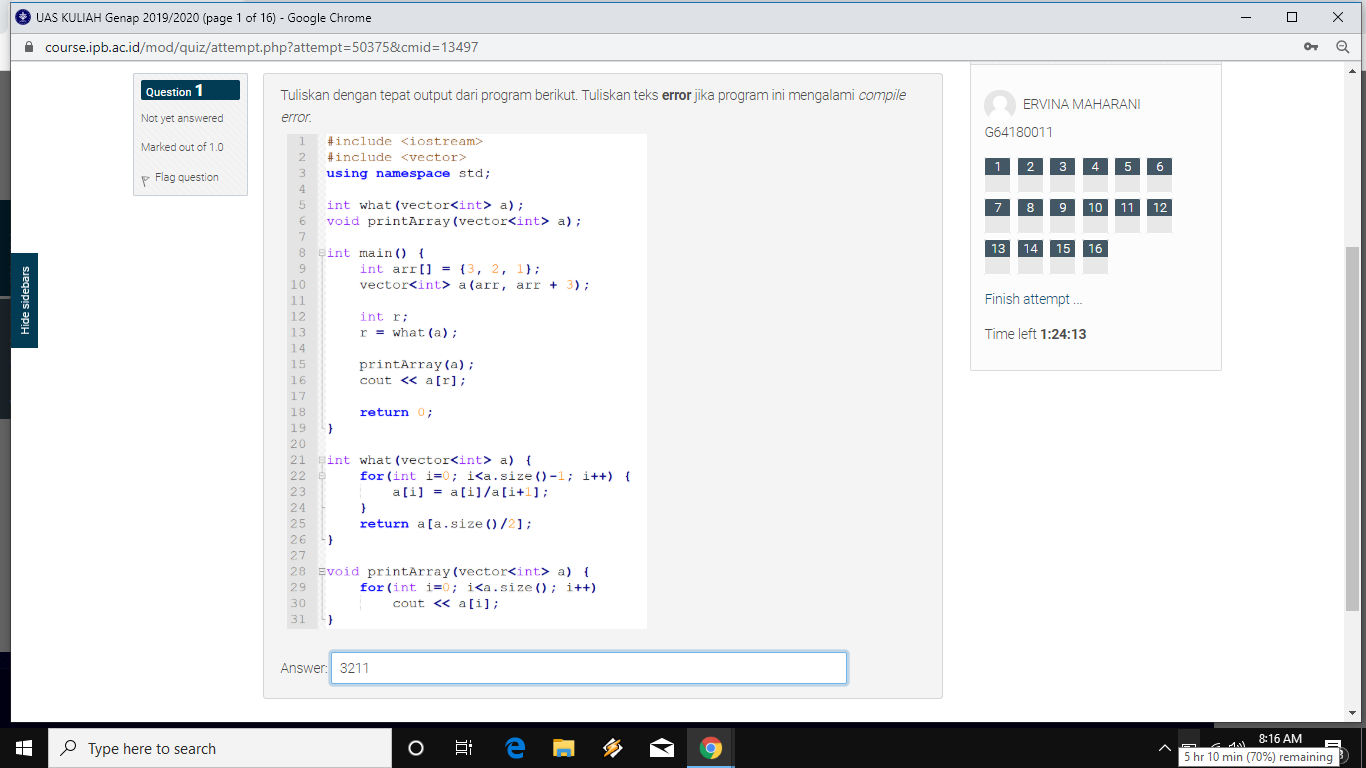 UAS KULIAH Genap 2019/2020 (page 1 of 16) - Google Chrome
course.ipb.ac.id/mod/quiz/attempt.php?attempt=50375&cmid=13497
Question 1
Not yet answered
Marked out of 1.0
Flag question
Hide sidebars
Tuliskan dengan tepat output dari program berikut. Tuliskan teks error jika program ini mengalami compile
error.
1 #include <iostream>
2 #include <vector>
3 using namespace std;
4
5 int what(vector<int> a);
6 void printArray(vector<int> a);
7
8 int main() {
9 int arr[] = {3, 2, 1};
10 vector<int> a(arr, arr + 3);
11
12 int r;
13 r = what(a);
14
15 printArray(a);
16 cout << a[r];
17
18 return 0;
19 }
20
21 int what(vector<int> a) {
22 for(int i=0; i<a.size()-1; i++) {
23 a[i] = a[i]/a[i+1];
24 }
25 return a[a.size()/2];
26 }
27
28 void printArray(vector<int> a) {
29 for(int i=0; i<a.size(); i++)
30 cout << a[i];
31 }
Answer: 3211
ERVINA MAHARANI
G64180011
1 2 3 4 5 6
7 8 9 10 11 12
13 14 15 16
Finish attempt ...
Time left 1:24:13
Type here to search
8:16 AM
5 hr 10 min (70%) remaining